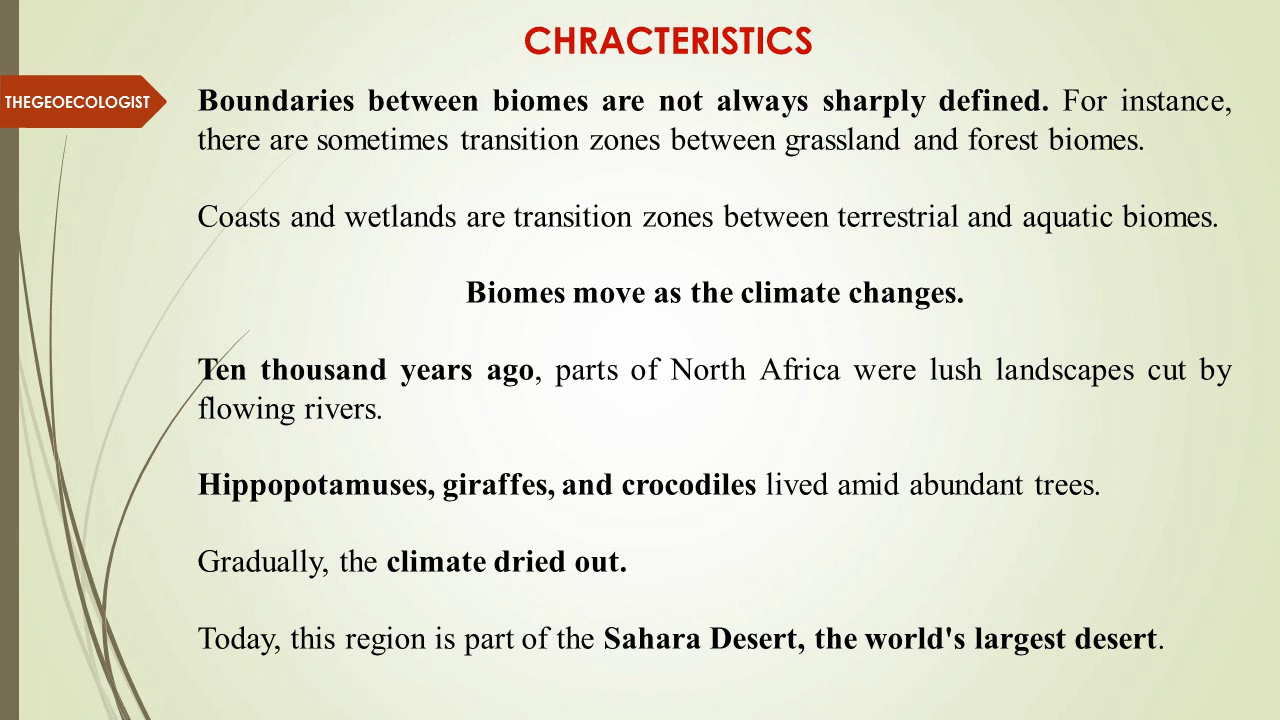 CHRACTERISTICS
THEGEOECOLOGIST
Boundaries between biomes are not always sharply defined. For instance,
there are sometimes transition zones between grassland and forest biomes.
Coasts and wetlands are transition zones between terrestrial and aquatic biomes.
Biomes move as the climate changes.
Ten thousand years ago, parts of North Africa were lush landscapes cut by
flowing rivers.
Hippopotamuses, giraffes, and crocodiles lived amid abundant trees.
Gradually, the climate dried out.
Today, this region is part of the Sahara Desert, the world's largest desert.